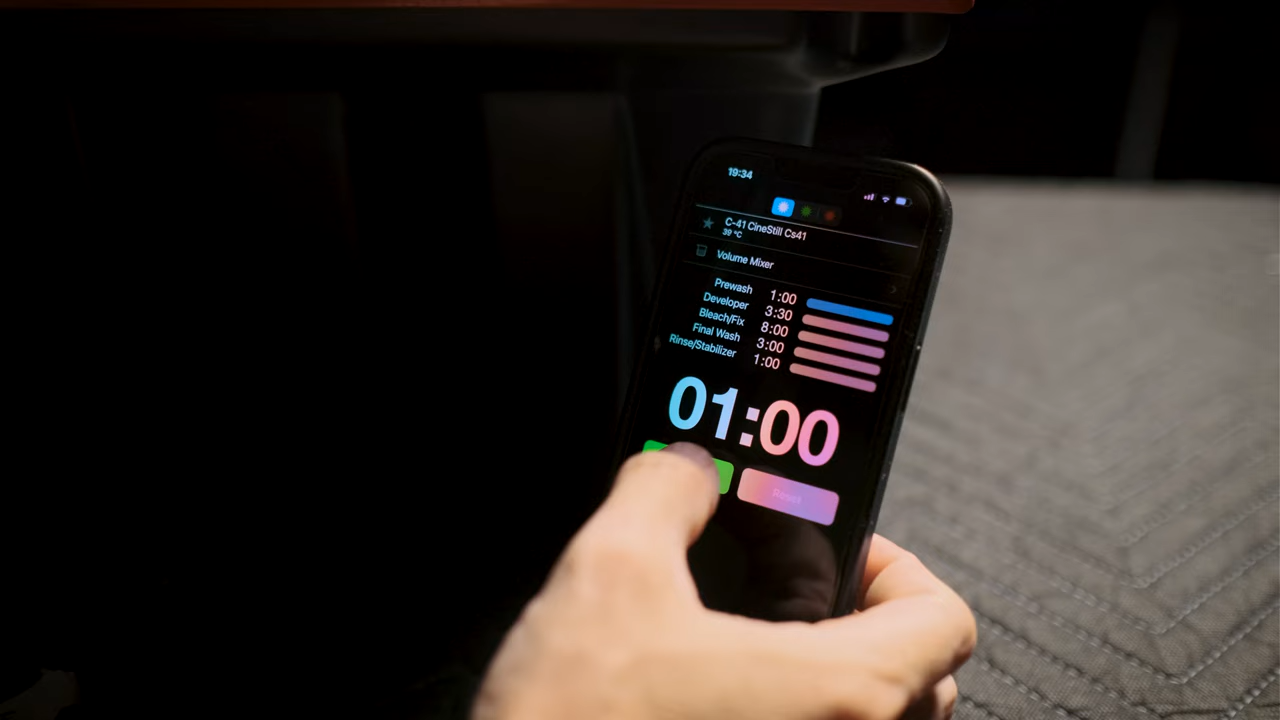 19:34
C-41 CineStill Cs41
39 °C
Volume Mixer
Prewash 1:00
Developer 3:30
Bleach/Fix 8:00
Final Wash 3:00
Rinse/Stabilizer 1:00
01:00
Reset